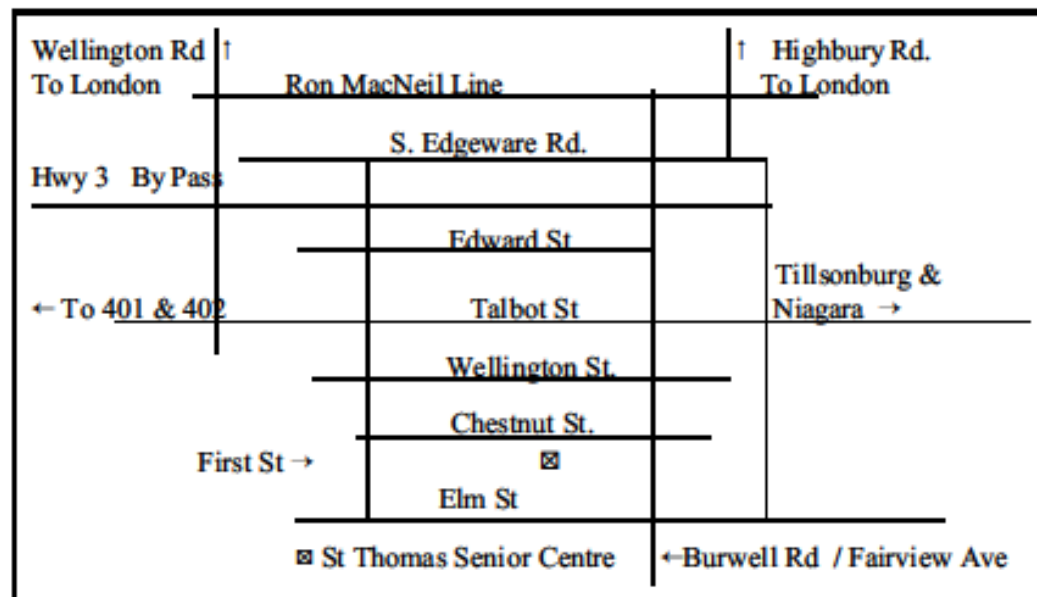 Wellington Rd ↑ ↑ Highbury Rd.
To London Ron MacNeil Line To London
S. Edgeware Rd.
Hwy 3 By Pass
Edward St
Tillsonburg &
← To 401 & 402 Talbot St Niagara →
Wellington St.
Chestnut St.
First St → ☒
Elm St
☒ St Thomas Senior Centre ←Burwell Rd / Fairview Ave